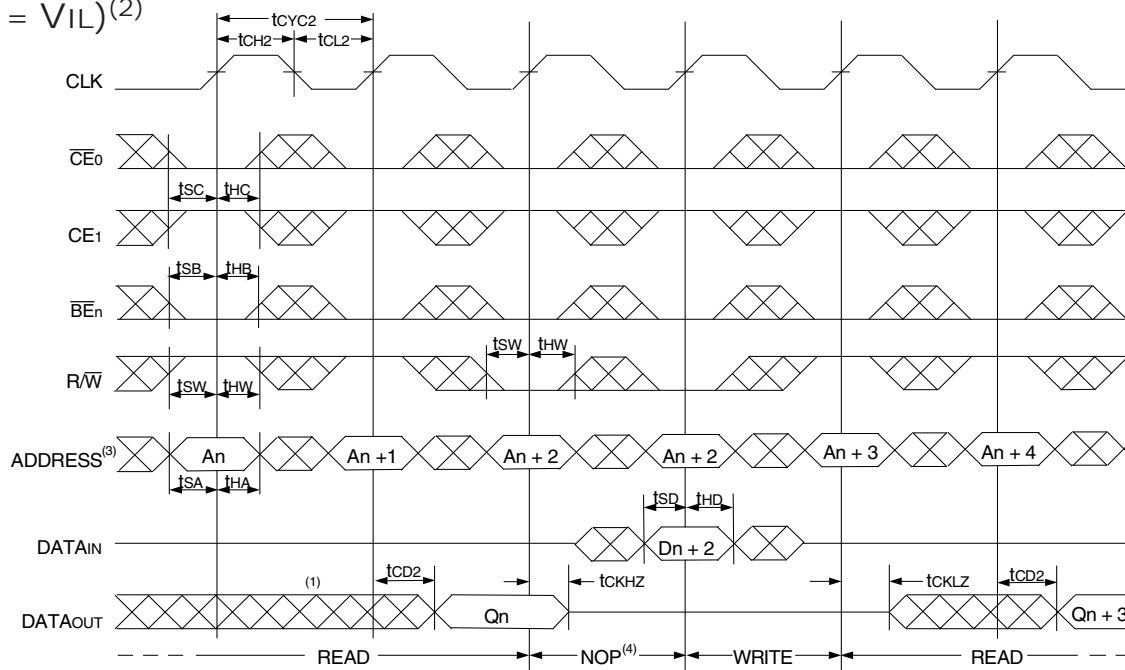 = VIL)(2)
tCYC2
tCH2 tCL2
CLK
CE0
tSC tHC
CE1
tSB tHB
BEn
tSW tHW
R/W
tSW tHW
ADDRESS(3) An An +1 An + 2 An + 2 An + 3 An + 4
tSA tHA
tSD tHD
DATAIN Dn + 2
(1) tCD2 tCKHZ tCKLZ tCD2
DATAOUT Qn Qn + 3
READ NOP(4) WRITE READ